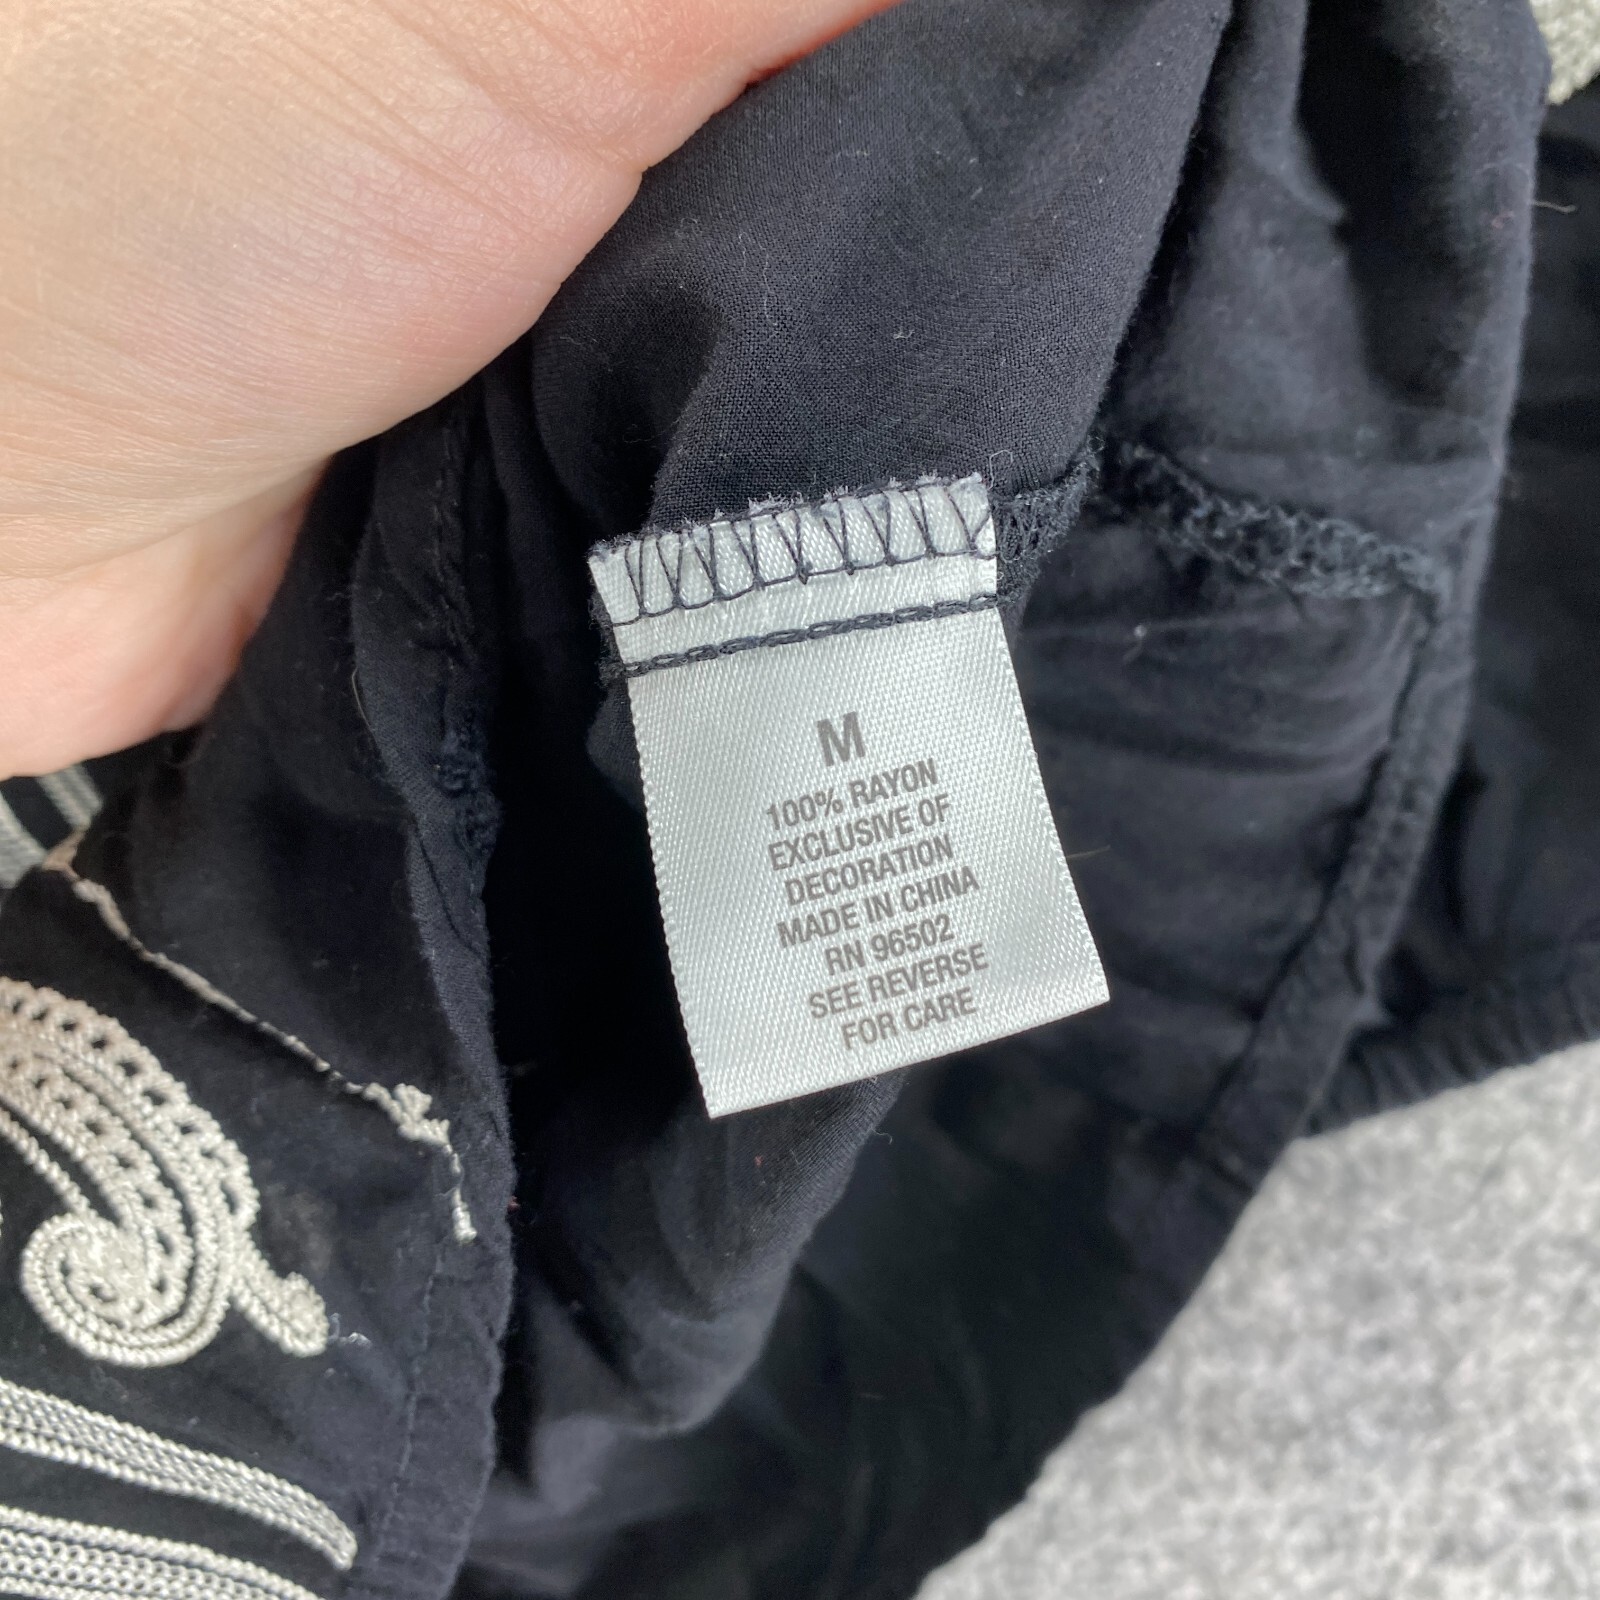 M
100% RAYON
EXCLUSIVE OF
DECORATION
MADE IN CHINA
RN 96502
SEE REVERSE
FOR CARE